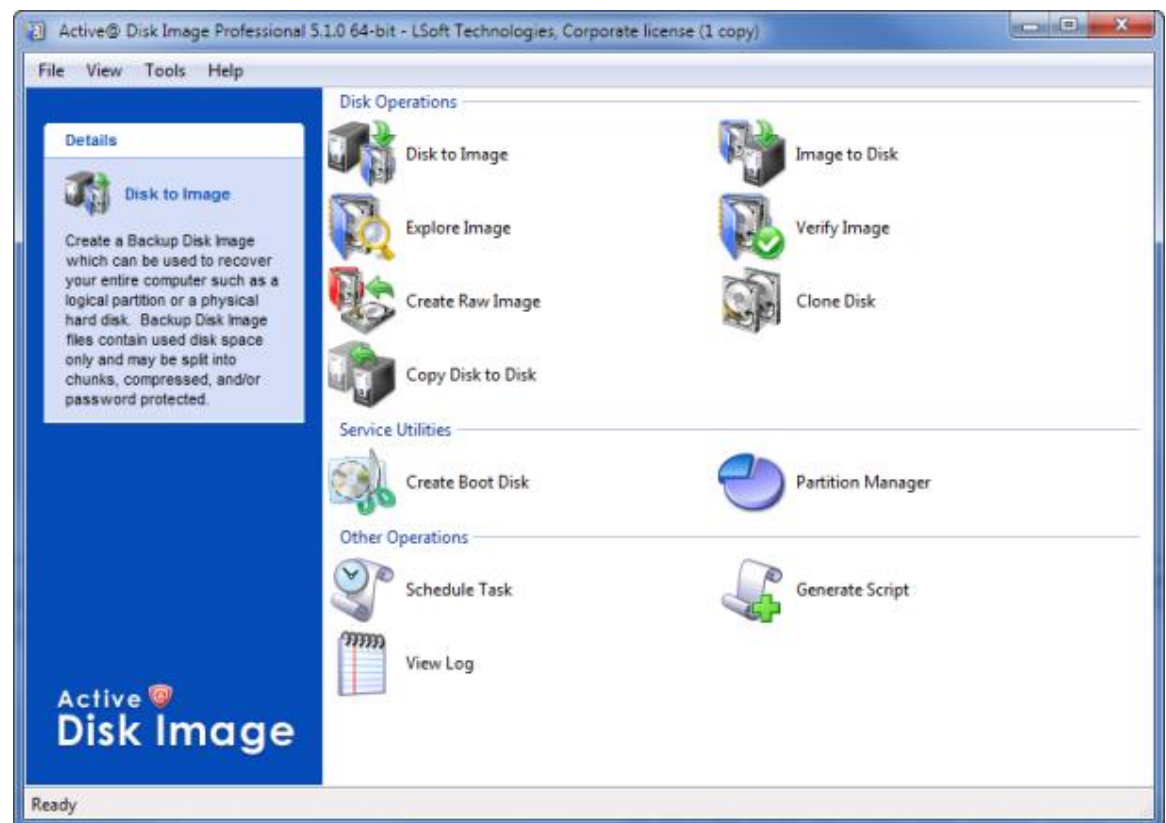 Active@ Disk Image Professional 5.1.0 64-bit - LSoft Technologies, Corporate license (1 copy)
File View Tools Help
Details
Disk to Image
Create a Backup Disk Image
which can be used to recover
your entire computer such as a
logical partition or a physical
hard disk. Backup Disk Image
files contain used disk space
only and may be split into
chunks, compressed, and/or
password protected.
Active
Disk Image
Disk Operations
Disk to Image
Image to Disk
Explore Image
Verify Image
Create Raw Image
Clone Disk
Copy Disk to Disk
Service Utilities
Create Boot Disk
Partition Manager
Other Operations
Schedule Task
Generate Script
View Log
Ready